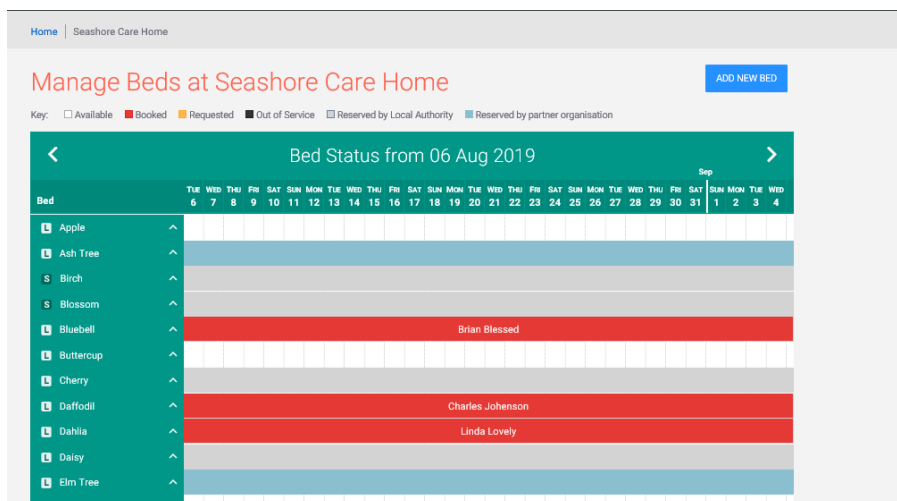 Home | Seashore Care Home
Manage Beds at Seashore Care Home
ADD NEW BED
Key: Available Booked Requested Out of Service Reserved by Local Authority Reserved by partner organisation
Bed Status from 06 Aug 2019
Sep
Bed TUE WED THU FRI SAT SUN MON TUE WED THU FRI SAT SUN MON TUE WED THU FRI SAT SUN MON TUE WED THU FRI SAT SUN MON TUE WED
6 7 8 9 10 11 12 13 14 15 16 17 18 19 20 21 22 23 24 25 26 27 28 29 30 31 1 2 3 4
L Apple
L Ash Tree
S Birch
S Blossom
L Bluebell Brian Blessed
L Buttercup
L Cherry
L Daffodil Charles Johenson
L Dahlia Linda Lovely
L Daisy
L Elm Tree